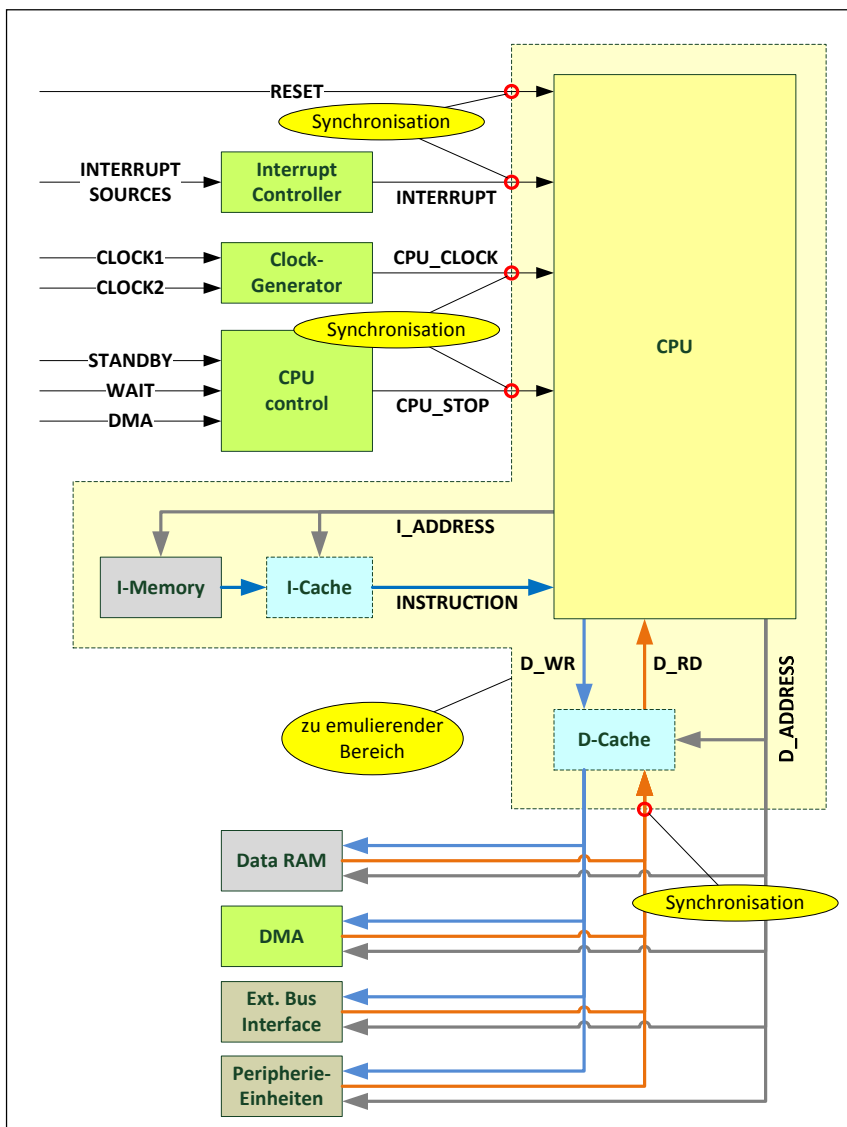 RESET
Synchronisation
INTERRUPT
SOURCES
Interrupt
Controller
INTERRUPT
CLOCK1
CLOCK2
Clock-
Generator
CPU_CLOCK
Synchronisation
CPU
STANDBY
WAIT
DMA
CPU
control
CPU_STOP
I_ADDRESS
I-Memory
I-Cache
INSTRUCTION
D_WR
D_RD
D_ADDRESS
zu emulierender
Bereich
D-Cache
Data RAM
Synchronisation
DMA
Ext. Bus
Interface
Peripherie-
Einheiten